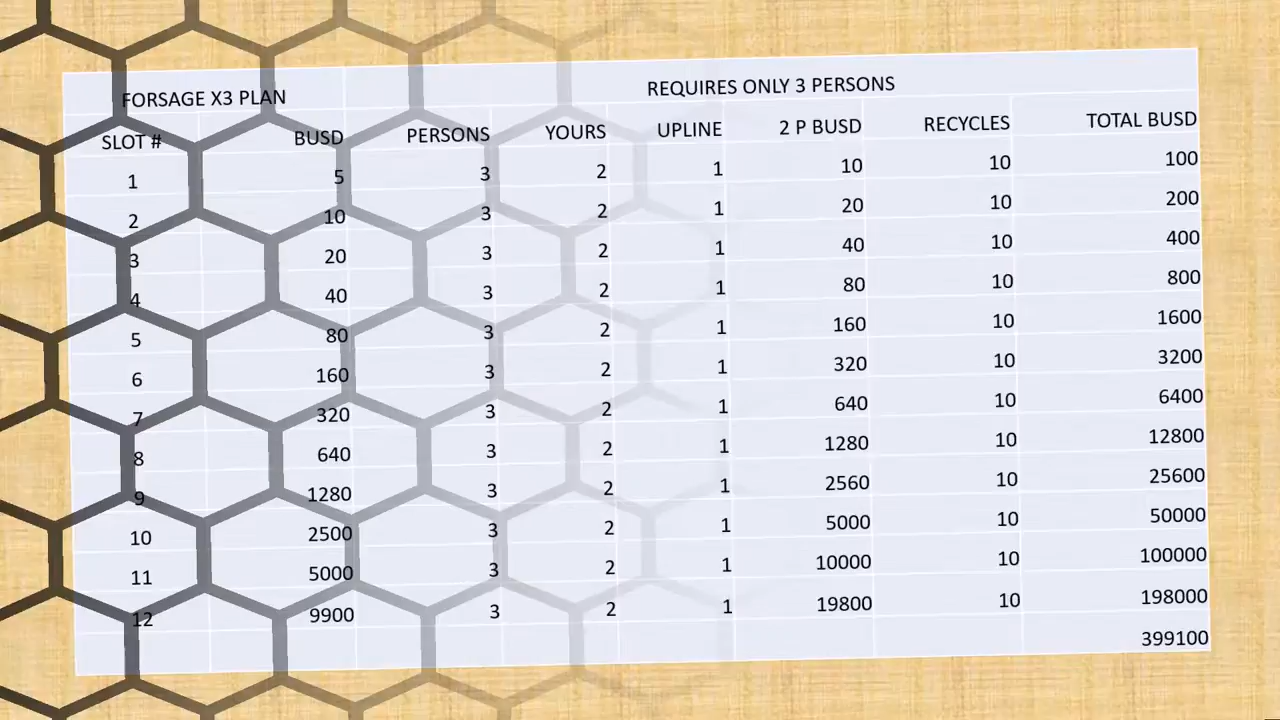 FORSAGE X3 PLAN REQUIRES ONLY 3 PERSONS
SLOT # BUSD PERSONS YOURS UPLINE 2 P BUSD RECYCLES TOTAL BUSD
1 5 3 2 1 10 10 100
2 10 3 2 1 20 10 200
3 20 3 2 1 40 10 400
4 40 3 2 1 80 10 800
5 80 3 2 1 160 10 1600
6 160 3 2 1 320 10 3200
7 320 3 2 1 640 10 6400
8 640 3 2 1 1280 10 12800
9 1280 3 2 1 2560 10 25600
10 2500 3 2 1 5000 10 50000
11 5000 3 2 1 10000 10 100000
12 9900 3 2 1 19800 10 198000
399100